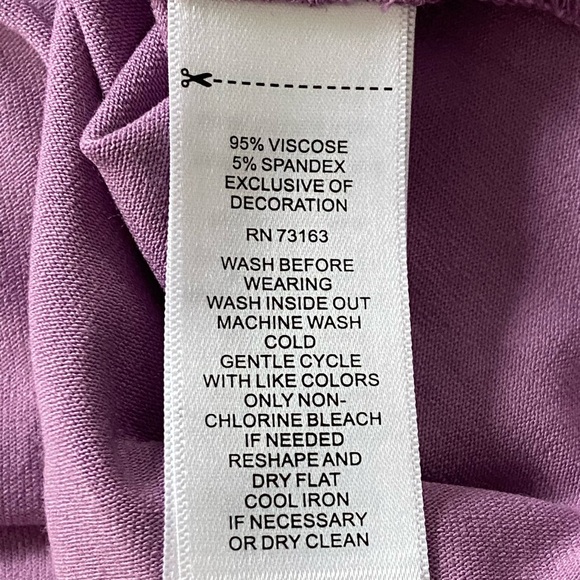 95% VISCOSE
5% SPANDEX
EXCLUSIVE OF
DECORATION
RN 73163
WASH BEFORE
WEARING
WASH INSIDE OUT
MACHINE WASH
COLD
GENTLE CYCLE
WITH LIKE COLORS
ONLY NON-
CHLORINE BLEACH
IF NEEDED
RESHAPE AND
DRY FLAT
COOL IRON
IF NECESSARY
OR DRY CLEAN